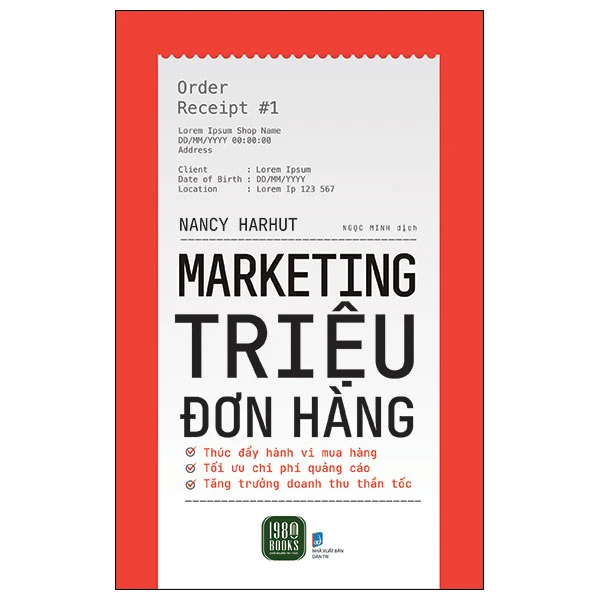 Order
Receipt #1
Lorem Ipsum Shop Name
DD/MM/YYYY 00:00:00
Address
Client : Lorem Ipsum
Date of Birth : DD/MM/YYYY
Location : Lorem Ip 123 567
NANCY HARHUT NGỌC MINH dịch
MARKETING
TRIỆU
ĐƠN HÀNG
Thúc đẩy hành vi mua hàng
Tối ưu chi phí quảng cáo
Tăng trưởng doanh thu thần tốc
1980
BOOKS
NHÀ XUẤT BẢN
DÂN TRÍ